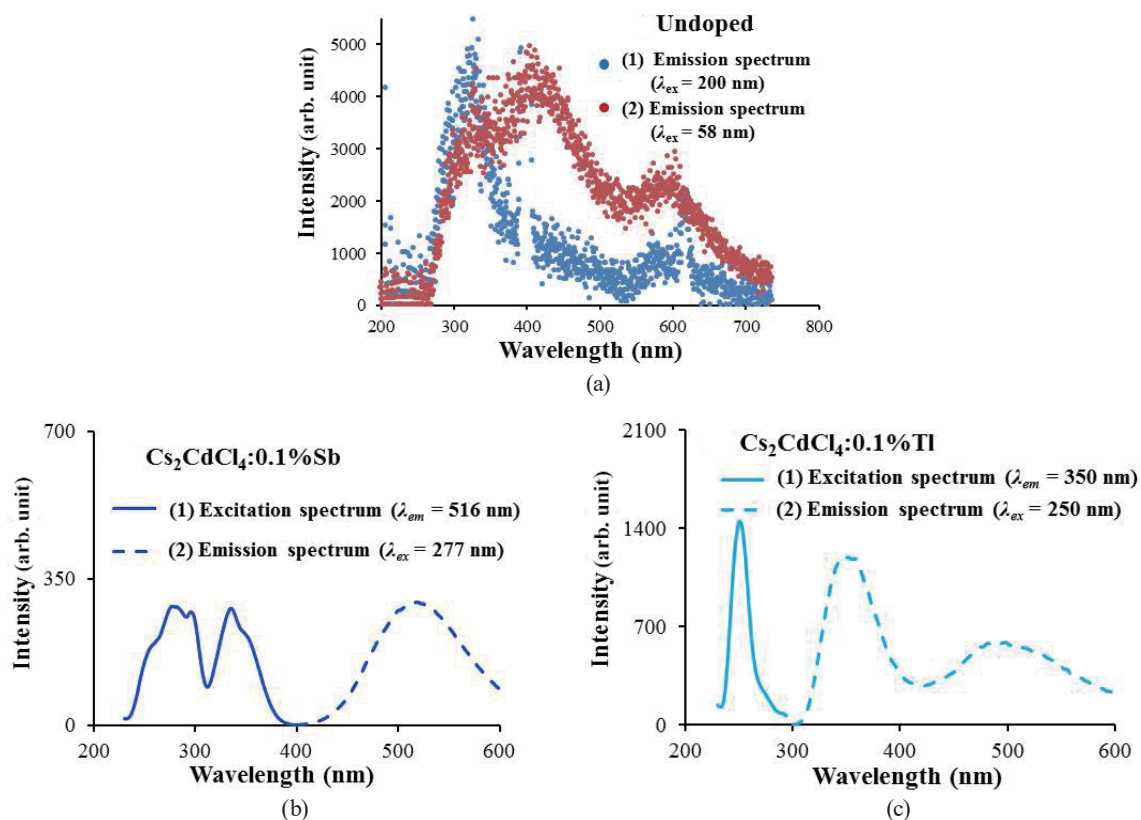 Undoped
(1) Emission spectrum
(λex = 200 nm)
(2) Emission spectrum
(λex = 58 nm)
Intensity (arb. unit)
5000
4000
3000
2000
1000
0
200 300 400 500 600 700 800
Wavelength (nm)
(a)
Cs2CdCl4:0.1%Sb
(1) Excitation spectrum (λem = 516 nm)
(2) Emission spectrum (λex = 277 nm)
Intensity (arb. unit)
700
350
0
200 300 400 500 600
Wavelength (nm)
(b)
Cs2CdCl4:0.1%Tl
(1) Excitation spectrum (λem = 350 nm)
(2) Emission spectrum (λex = 250 nm)
Intensity (arb. unit)
2100
1400
700
0
200 300 400 500 600
Wavelength (nm)
(c)